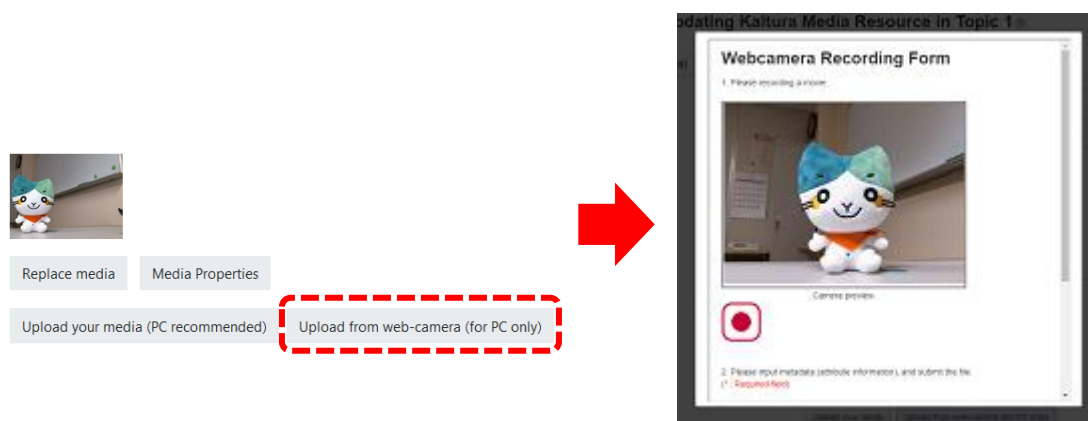 Replace media
Media Properties
Upload your media (PC recommended)
Upload from web-camera (for PC only)
dating Kaltura Media Resource in Topic 1
Webcamera Recording Form
1. Please recording a movie.
Camera preview.
2. Please input metadata (attribute information), and submit the file.
(* : Required field)